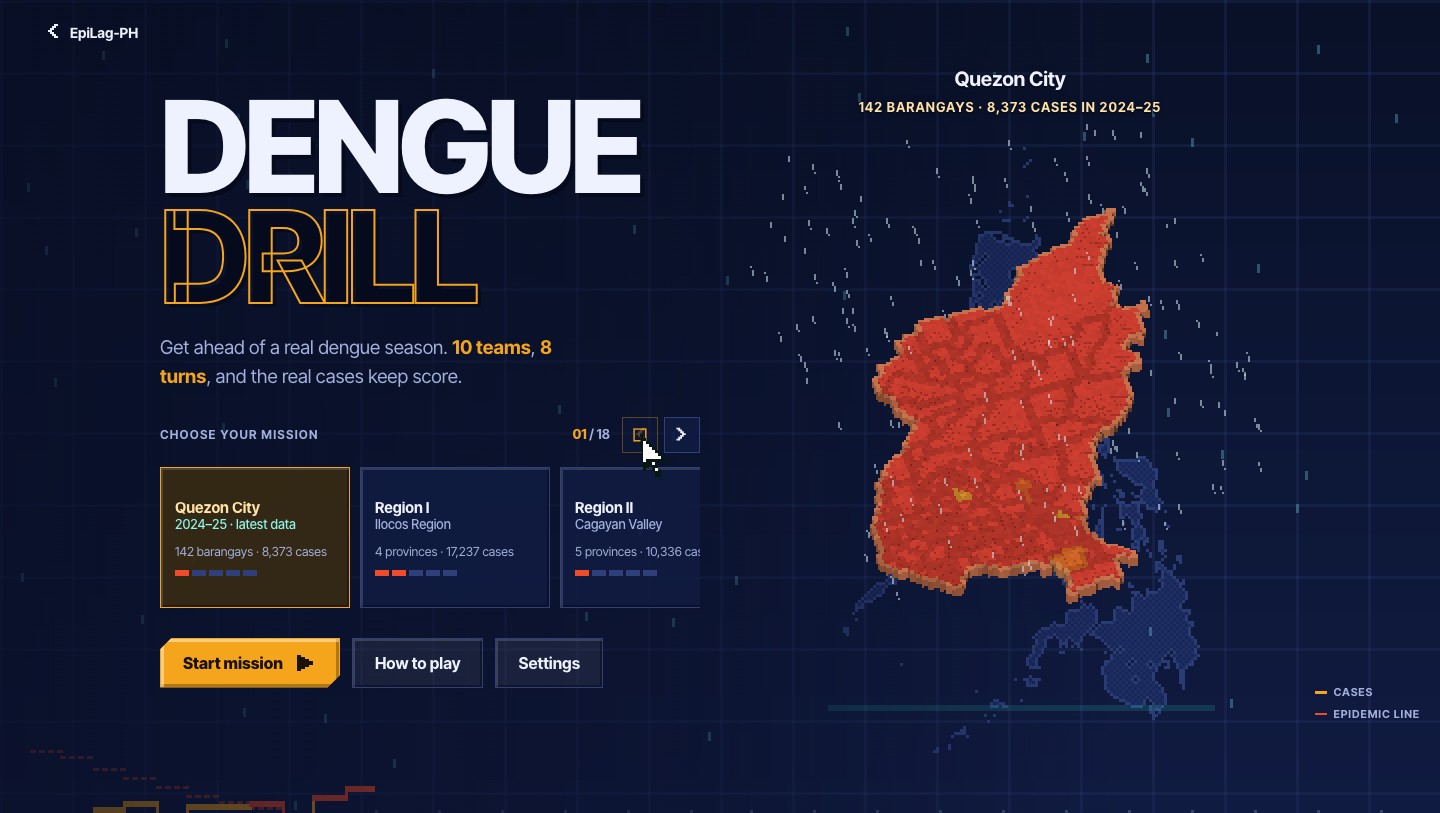 EpiLag-PH
DENGUE
DRILL
Get ahead of a real dengue season. 10 teams, 8
turns, and the real cases keep score.
CHOOSE YOUR MISSION
01 / 18
Quezon City
2024–25 · latest data
142 barangays · 8,373 cases
Region I
Ilocos Region
4 provinces · 17,237 cases
Region II
Cagayan Valley
5 provinces · 10,336 cas
Start mission
How to play
Settings
Quezon City
142 BARANGAYS · 8,373 CASES IN 2024–25
CASES
EPIDEMIC LINE